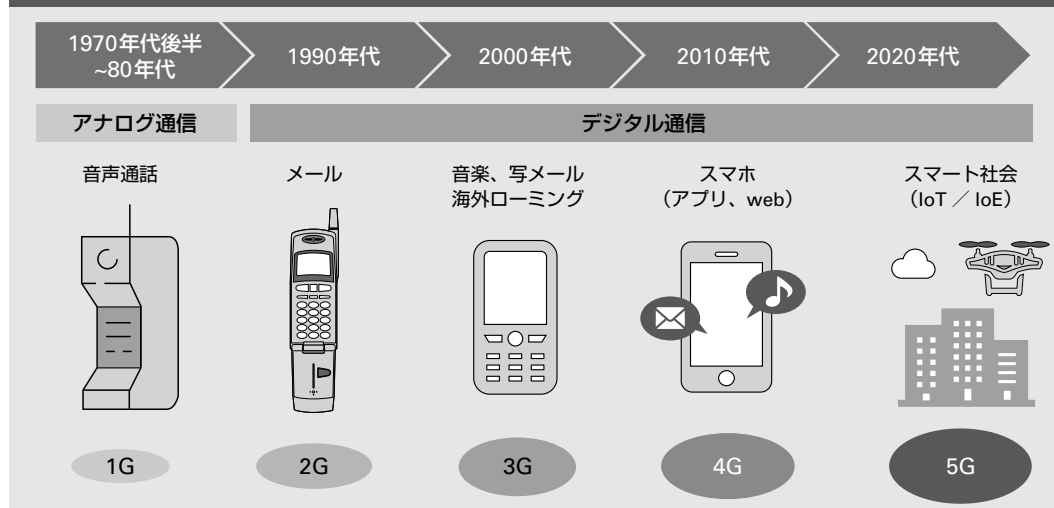 1970年代後半
~80年代
1990年代
2000年代
2010年代
2020年代
アナログ通信
デジタル通信
音声通話
メール
音楽、写メール
海外ローミング
スマホ
（アプリ、web）
スマート社会
（IoT ／ IoE）
1G
2G
3G
4G
5G